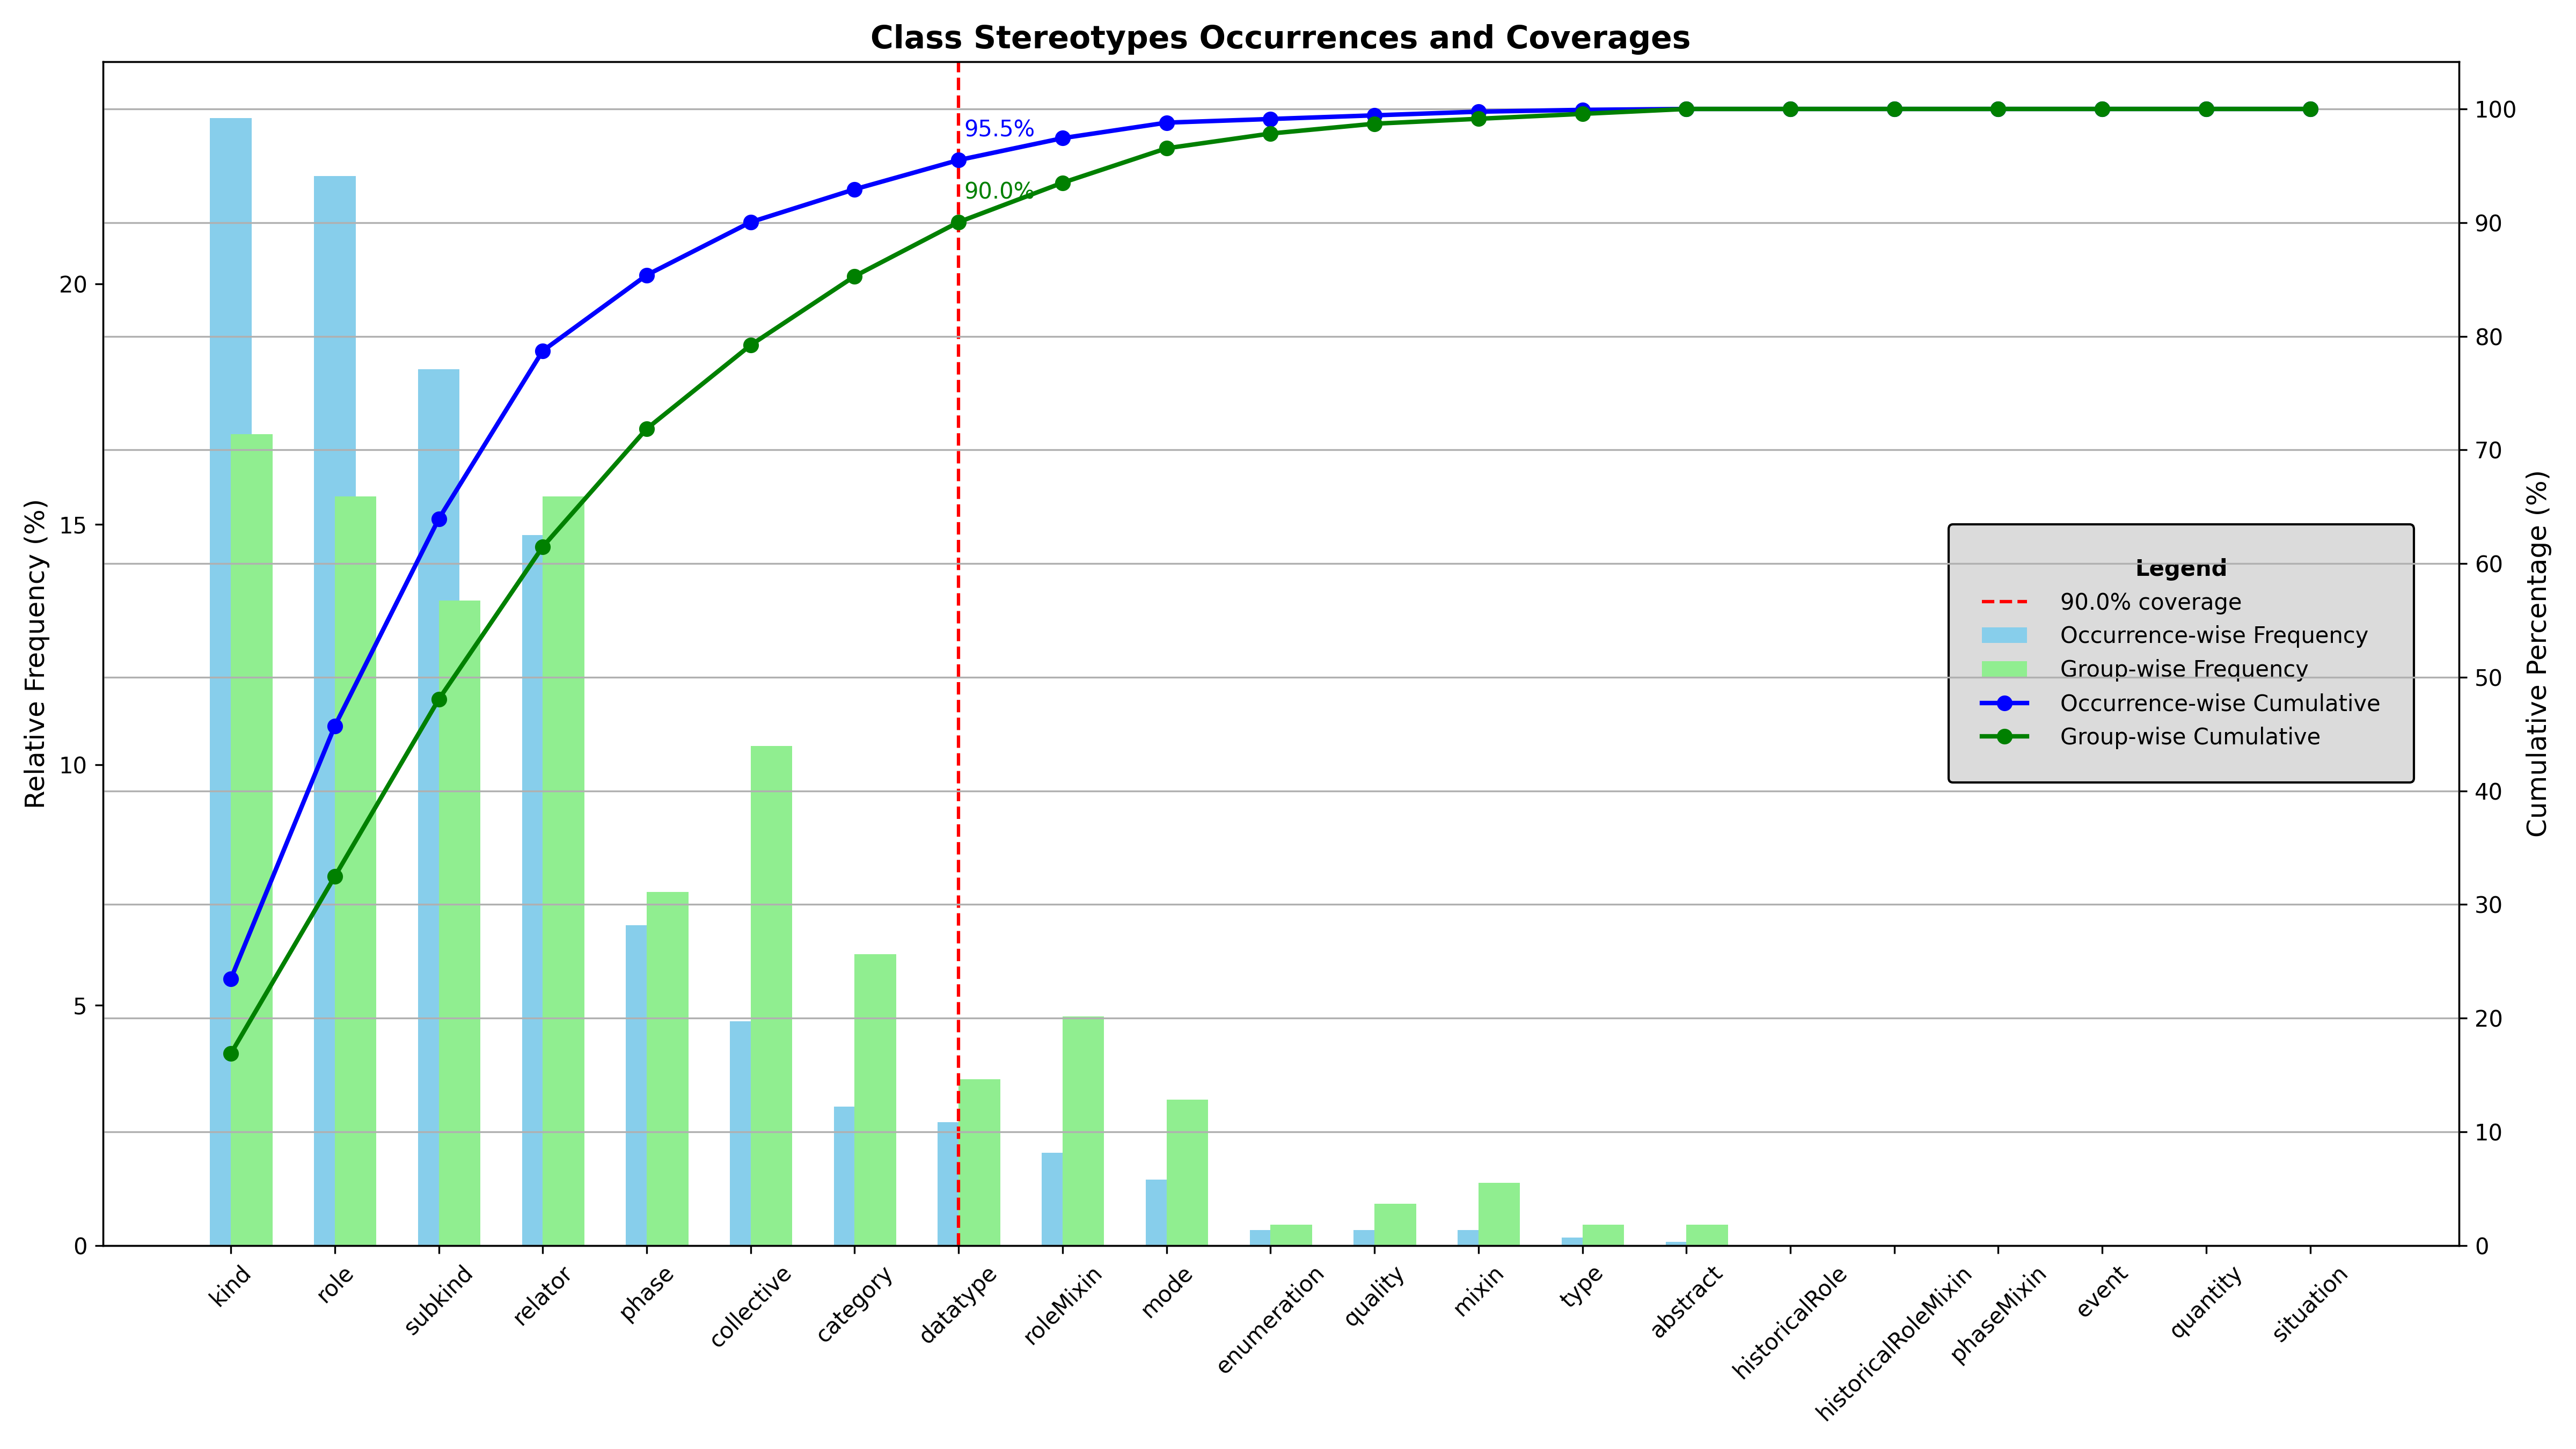 Class Stereotypes Occurrences and Coverages
Relative Frequency (%)
20
15
10
5
0
95.5%
90.0%
100
90
80
70
60
50
40
30
20
10
0
Cumulative Percentage (%)
Legend
90.0% coverage
Occurrence-wise Frequency
Group-wise Frequency
Occurrence-wise Cumulative
Group-wise Cumulative
kind
role
subkind
relator
phase
collective
category
datatype
roleMixin
mode
enumeration
quality
mixin
type
abstract
historicalRole
historicalRoleMixin
phaseMixin
event
quantity
situation